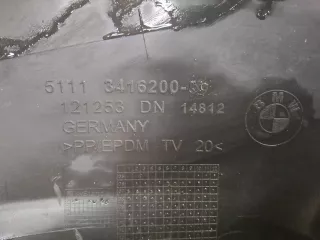 5111 3416200-
121253 DN 14812
GERMANY
>PP/EPDM TV 20<
BMW